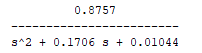 0.8757
-----------------------
s^2 + 0.1706 s + 0.01044